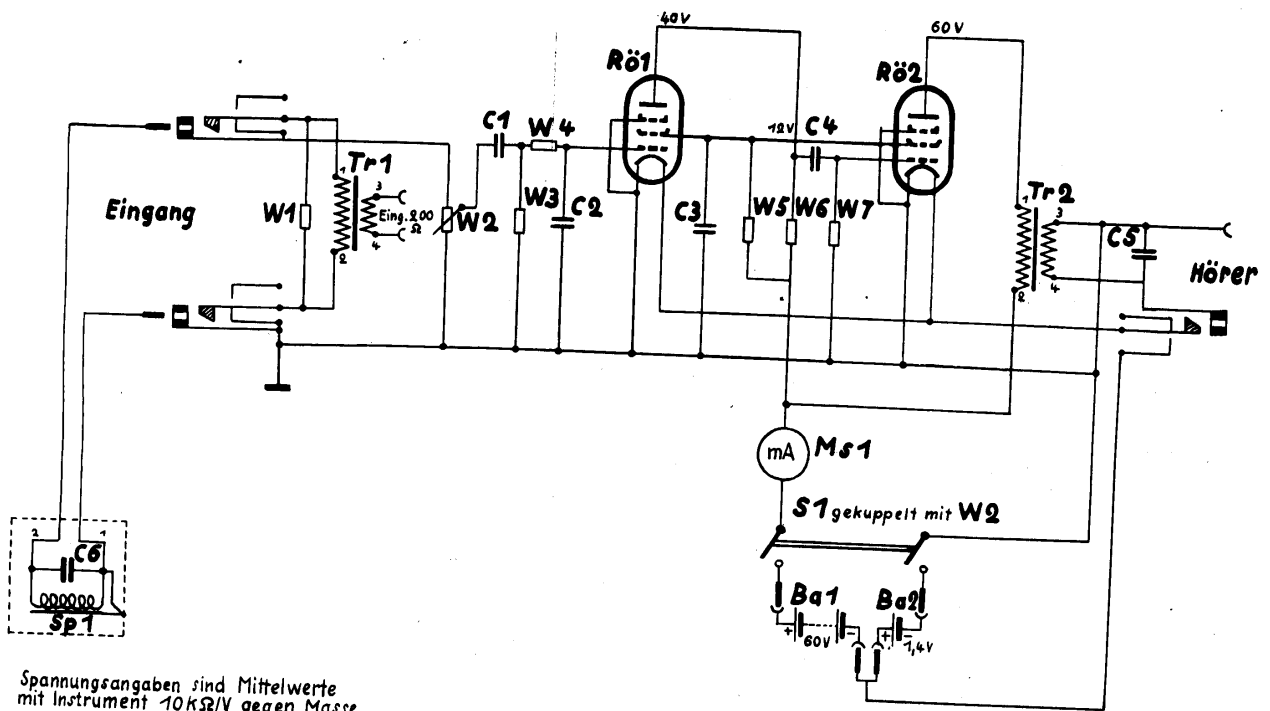 40V
60V
Rö1
Rö2
C1
W4
12V
C4
Tr1
1
3
Eingang
W1
Eing. 200
Ω
4
2
W2
W3
C2
C3
W5
W6
W7
Tr2
1
3
C5
Hörer
4
2
mA
Ms1
S1 gekuppelt mit W2
2
1
C6
Sp1
Ba1
Ba2
+
60V
-
+
-
1,4V
Spannungsangaben sind Mittelwerte
mit Instrument 10kΩ/V gegen Masse